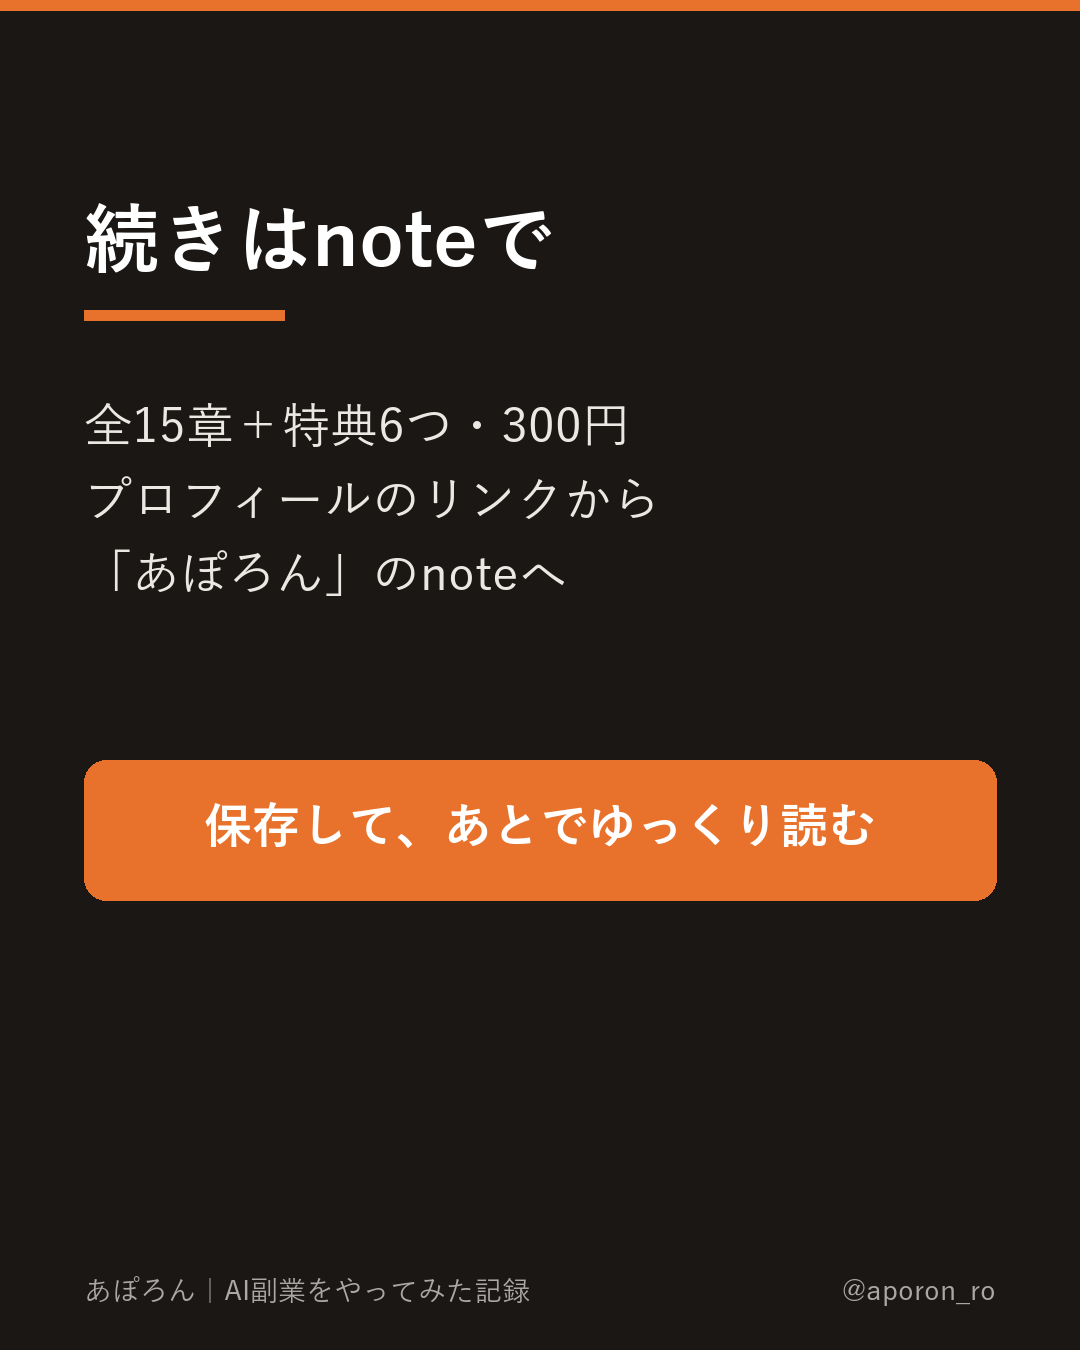 続きはnoteで
全15章＋特典6つ・300円
プロフィールのリンクから
「あぽろん」のnoteへ
保存して、あとでゆっくり読む
あぽろん｜AI副業をやってみた記録
@aporon_ro